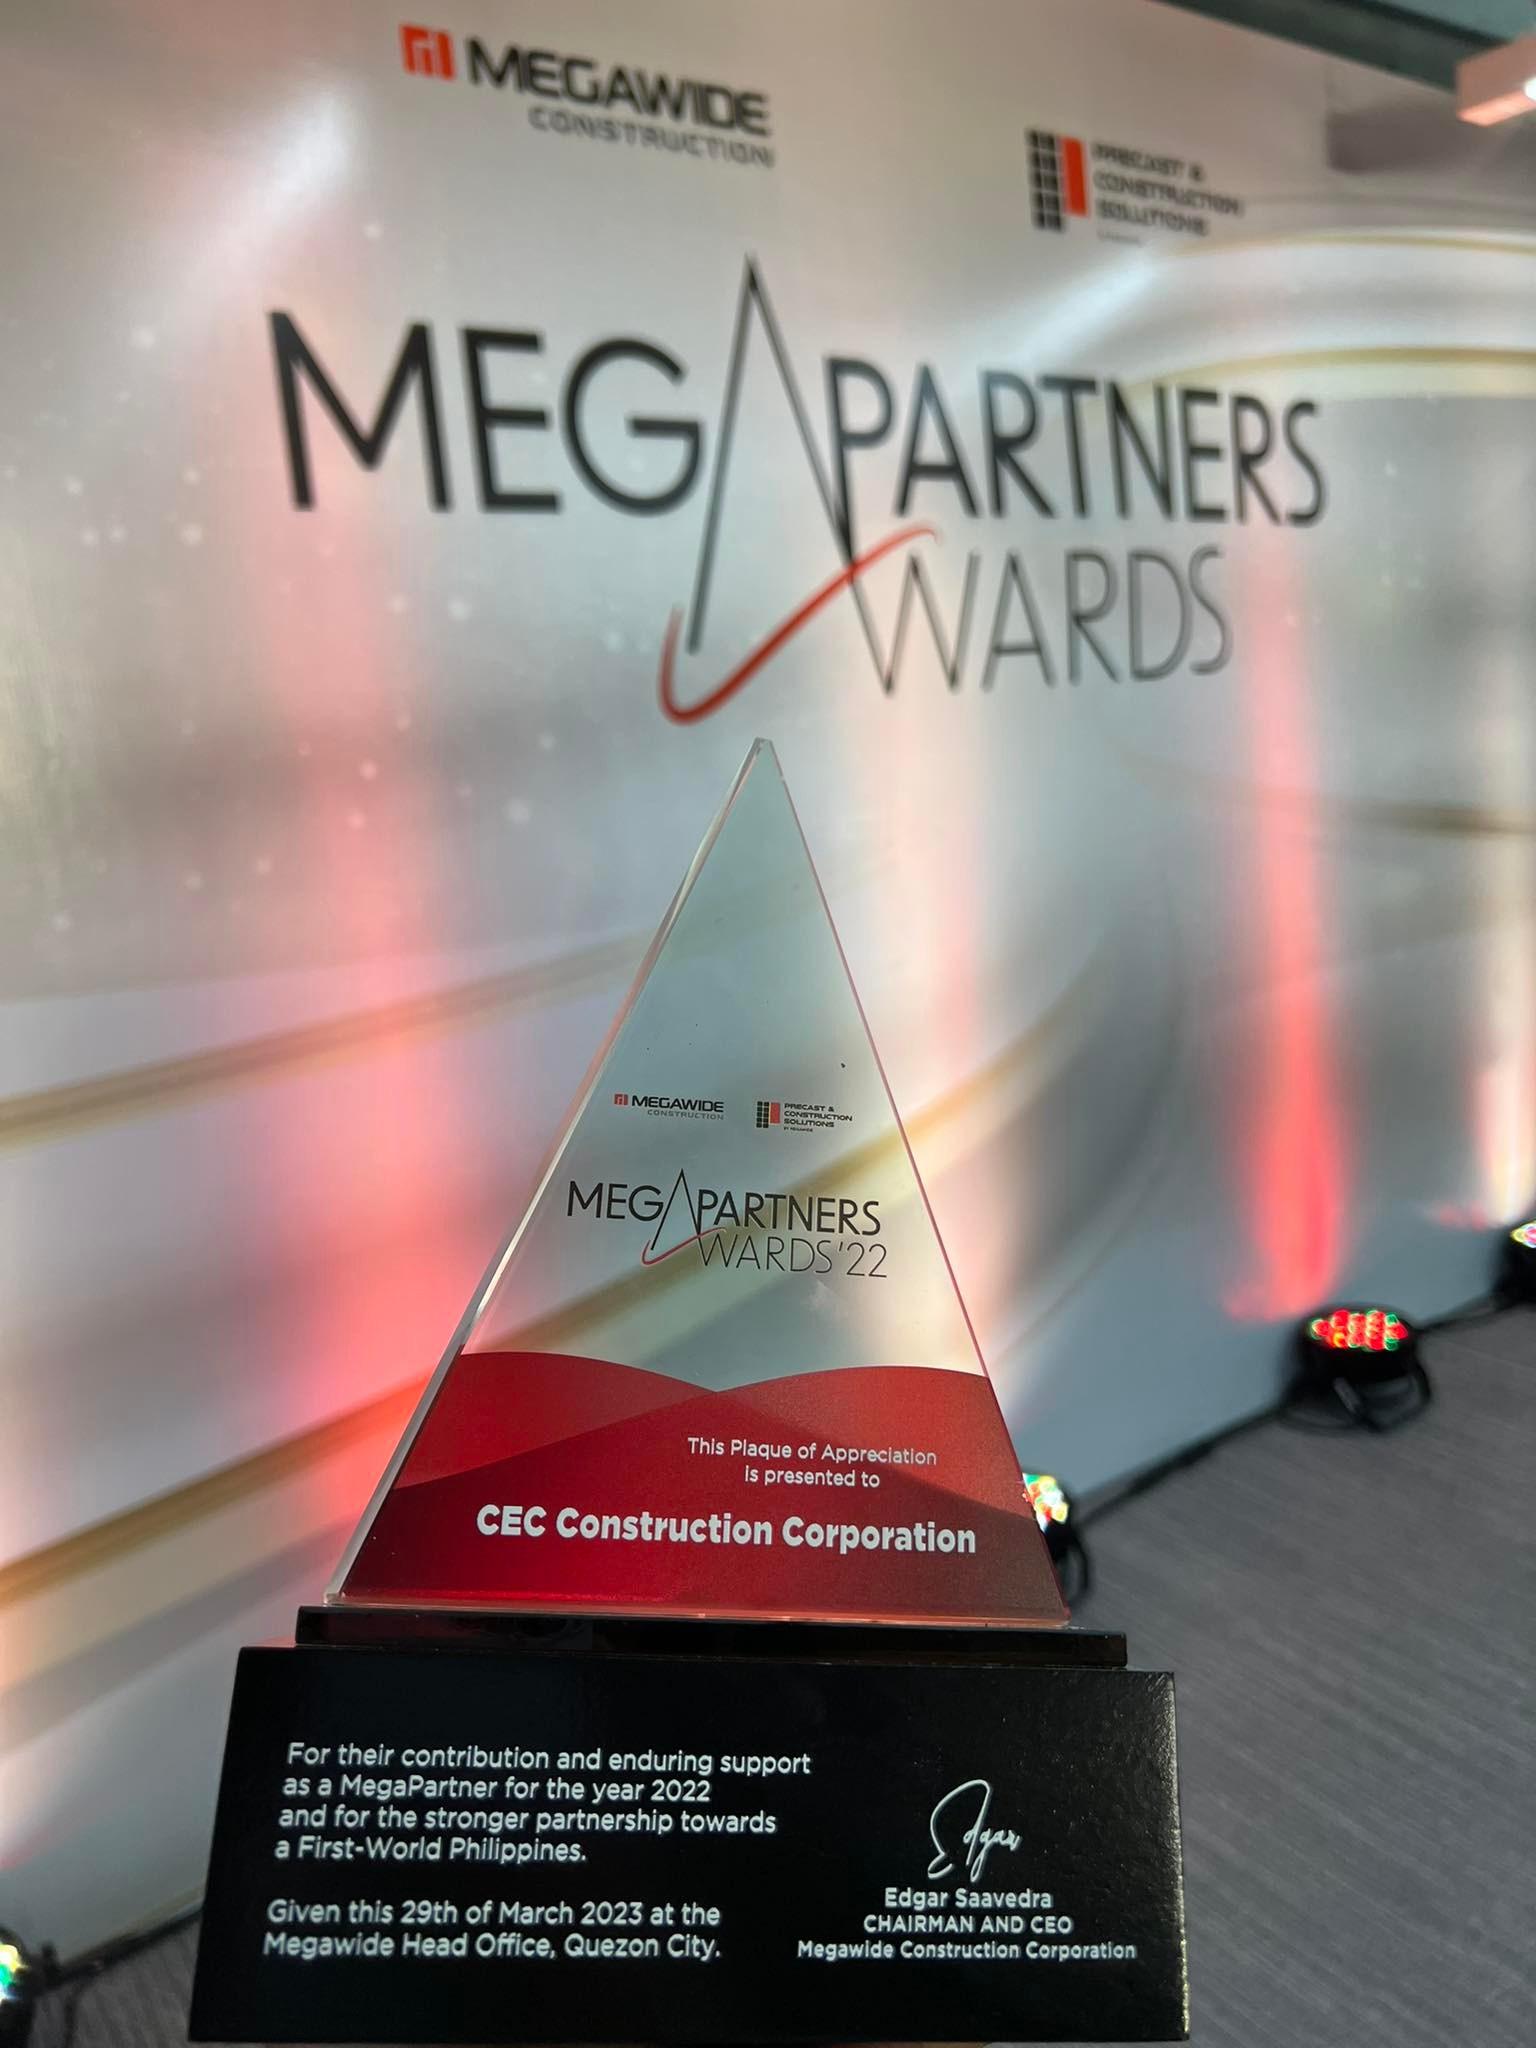 MEGAWIDE
CONSTRUCTION
PRECAST &
CONSTRUCTION
SOLUTIONS
MEGAPARTNERS
AWARDS
MEGAWIDE
CONSTRUCTION
PRECAST &
CONSTRUCTION
SOLUTIONS
BY MEGAWIDE
MEGAPARTNERS
AWARDS '22
This Plaque of Appreciation
is presented to
CEC Construction Corporation
For their contribution and enduring support
as a MegaPartner for the year 2022
and for the stronger partnership towards
a First-World Philippines.
Given this 29th of March 2023 at the
Megawide Head Office, Quezon City.
Edgar
Edgar Saavedra
CHAIRMAN AND CEO
Megawide Construction Corporation